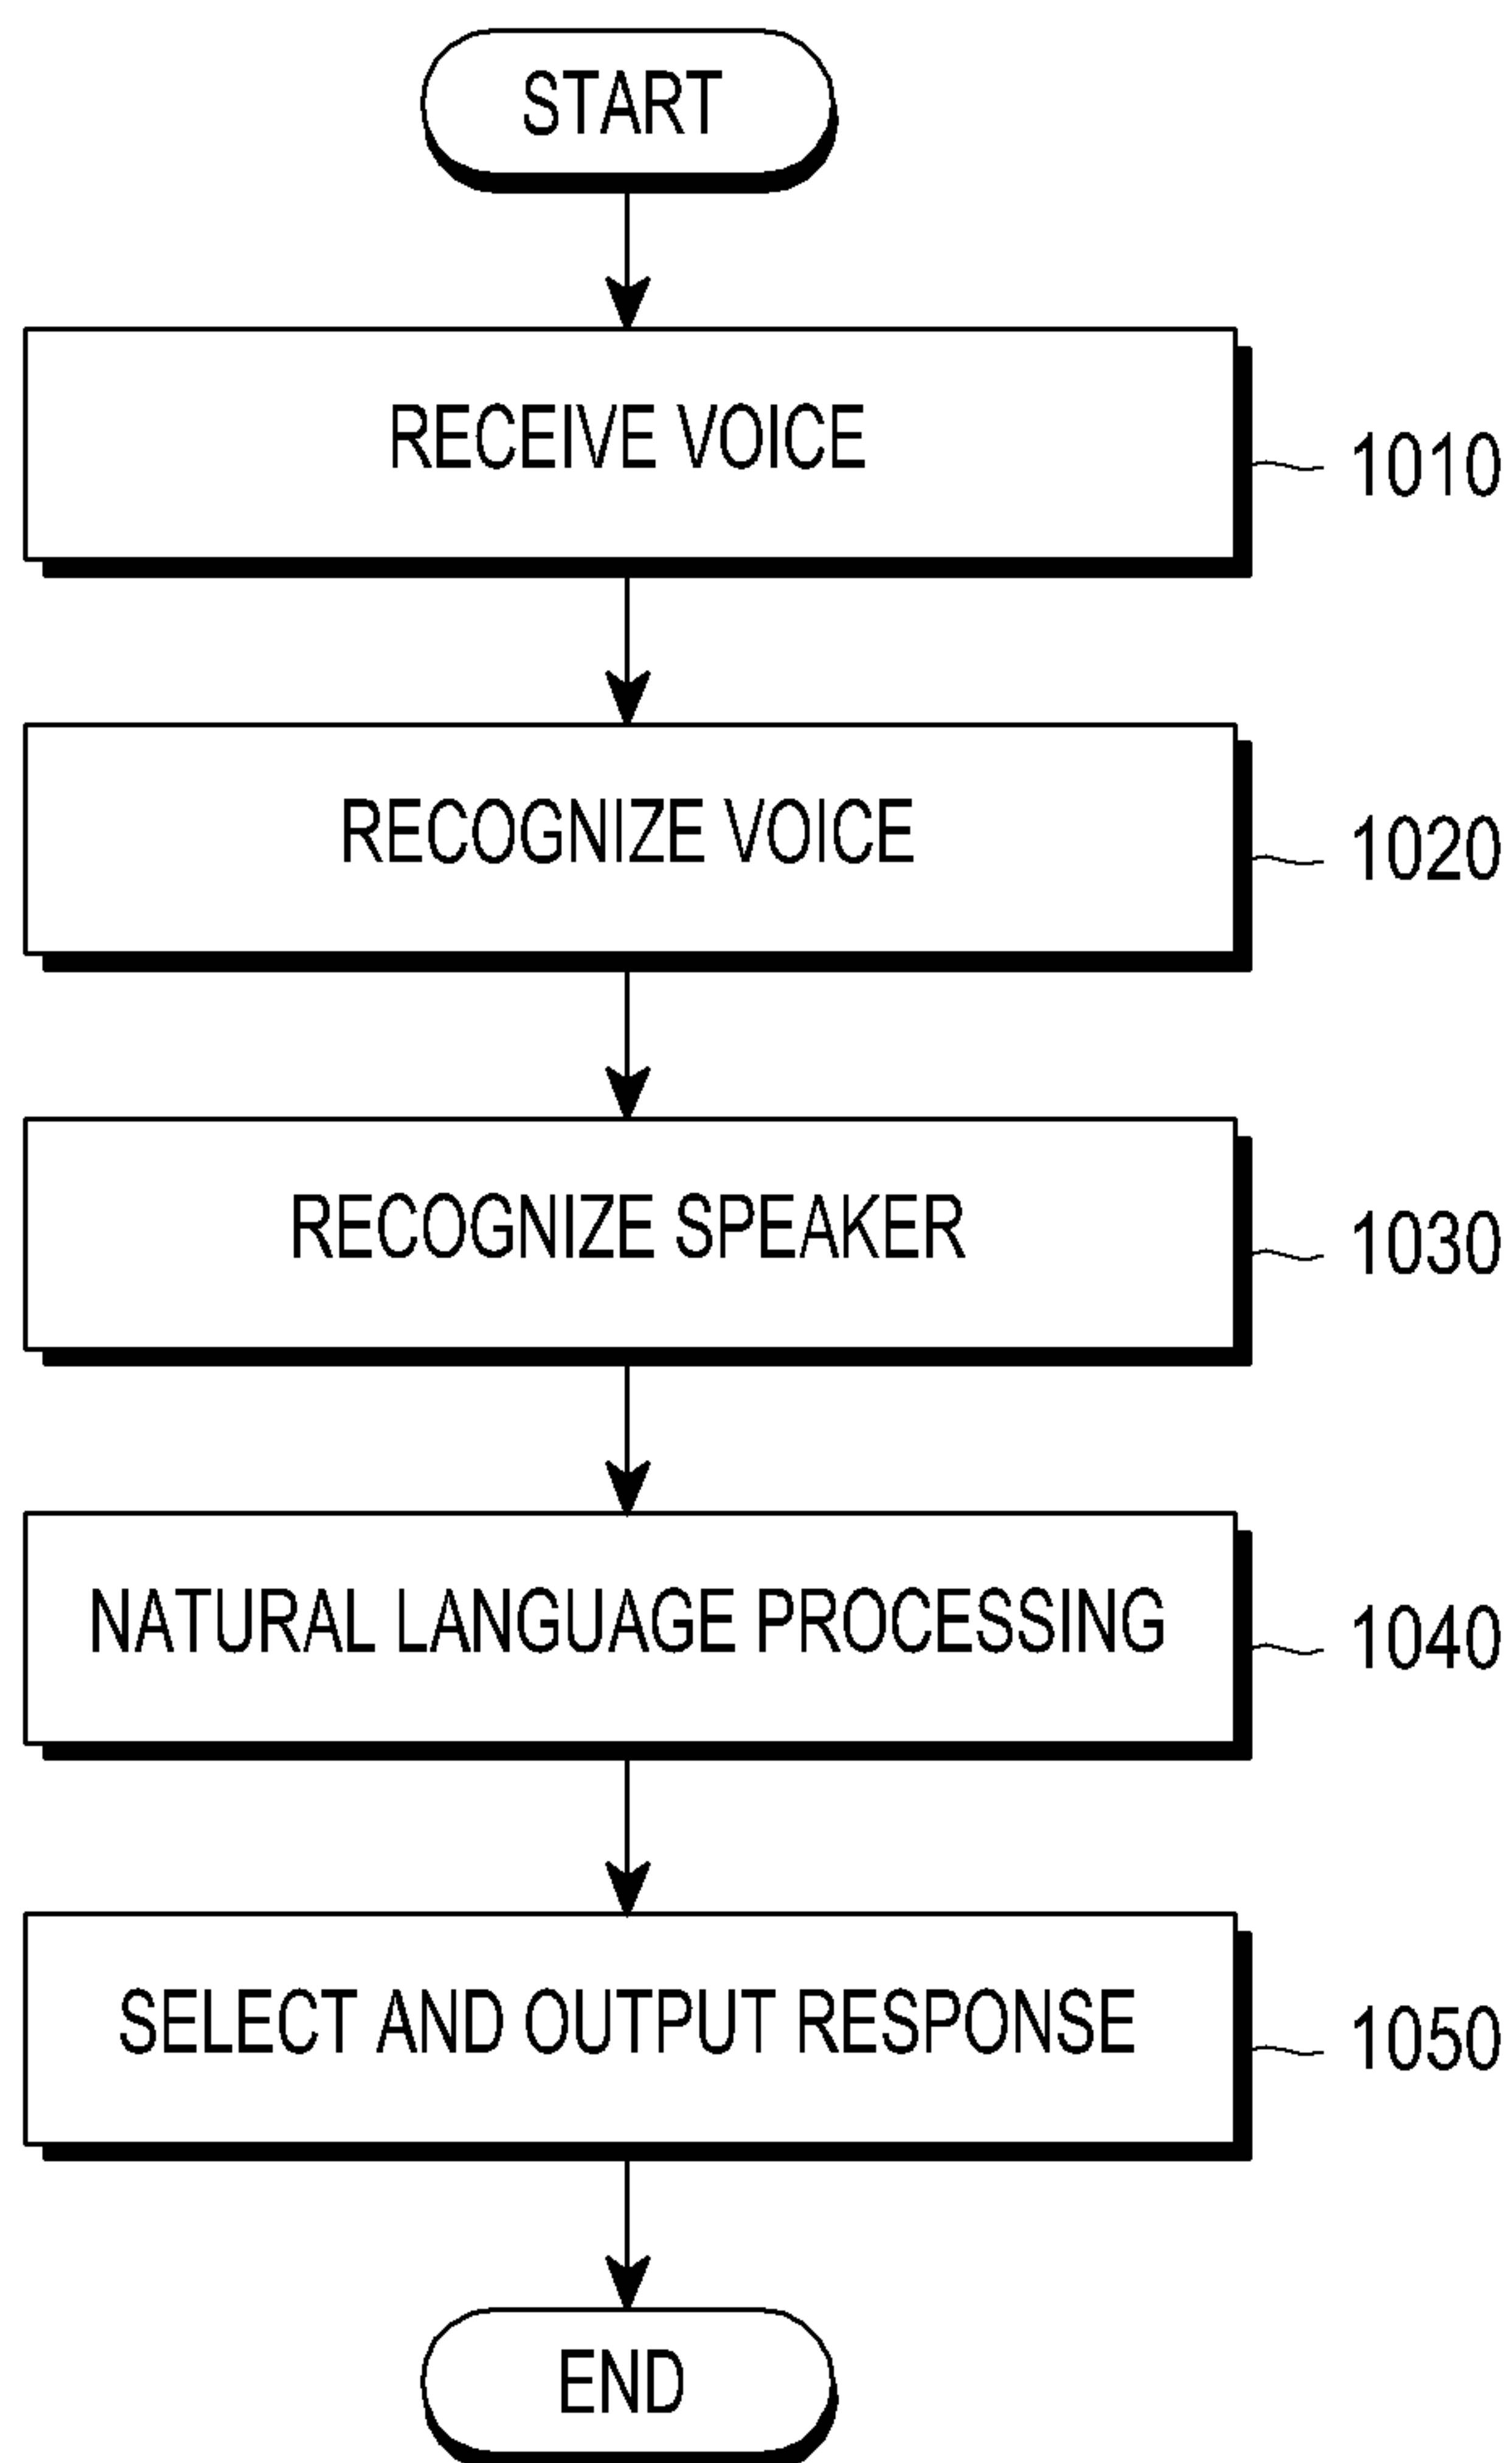 START
RECEIVE VOICE
1010
RECOGNIZE VOICE
1020
RECOGNIZE SPEAKER
1030
NATURAL LANGUAGE PROCESSING
1040
SELECT AND OUTPUT RESPONSE
1050
END